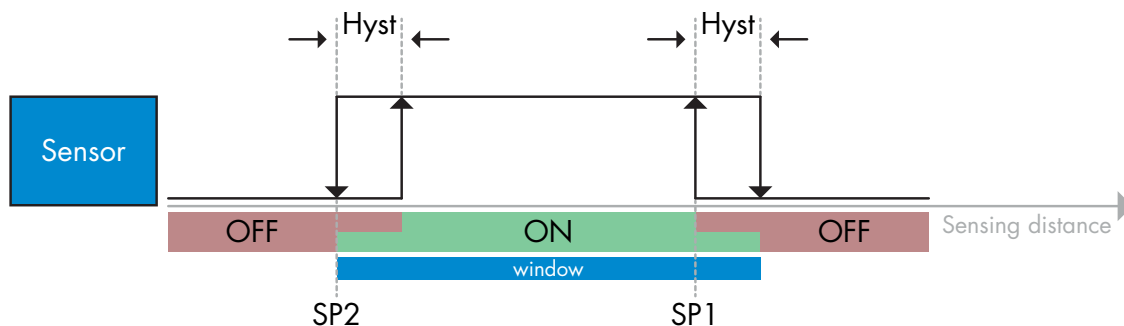 Hyst
Hyst
Sensor
OFF
ON
OFF
Sensing distance
window
SP2
SP1